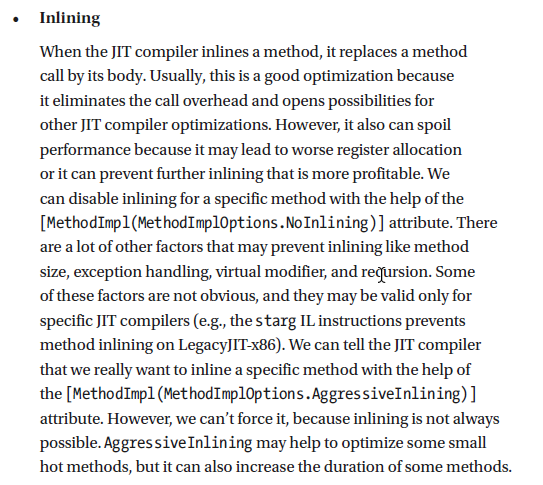 • Inlining
When the JIT compiler inlines a method, it replaces a method
call by its body. Usually, this is a good optimization because
it eliminates the call overhead and opens possibilities for
other JIT compiler optimizations. However, it also can spoil
performance because it may lead to worse register allocation
or it can prevent further inlining that is more profitable. We
can disable inlining for a specific method with the help of the
[MethodImpl(MethodImplOptions.NoInlining)] attribute. There
are a lot of other factors that may prevent inlining like method
size, exception handling, virtual modifier, and recursion. Some
of these factors are not obvious, and they may be valid only for
specific JIT compilers (e.g., the starg IL instructions prevents
method inlining on LegacyJIT-x86). We can tell the JIT compiler
that we really want to inline a specific method with the help of
the [MethodImpl(MethodImplOptions.AggressiveInlining)]
attribute. However, we can’t force it, because inlining is not always
possible. AggressiveInlining may help to optimize some small
hot methods, but it can also increase the duration of some methods.